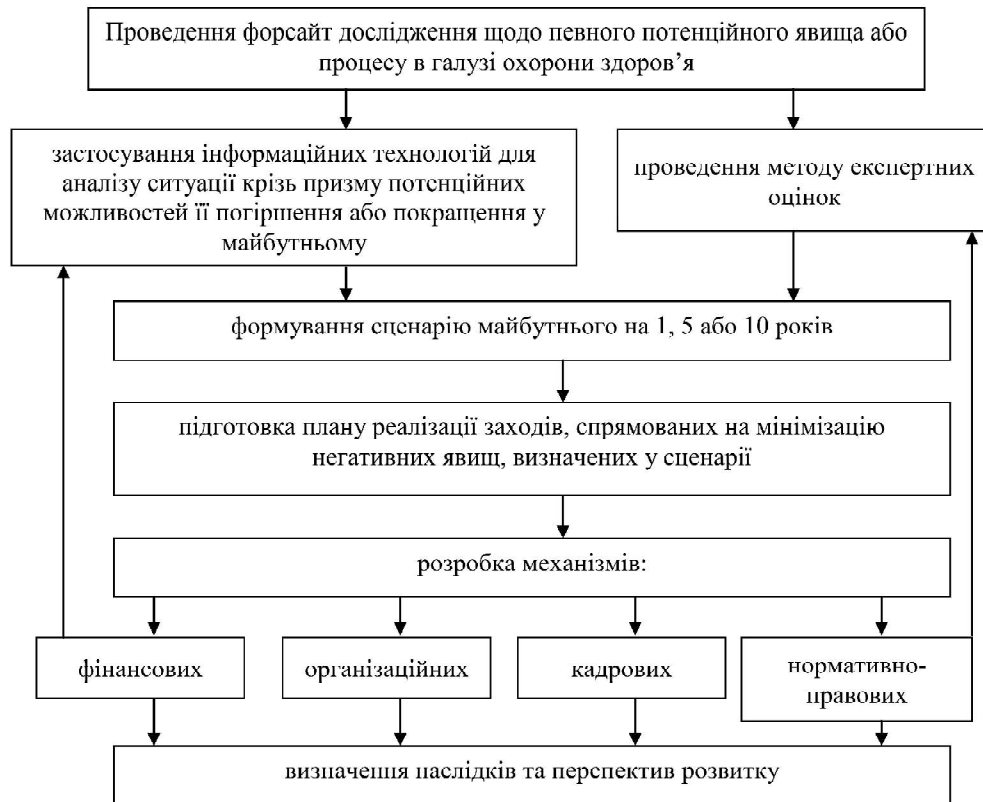 Проведення форсайт дослідження щодо певного потенційного явища або
процесу в галузі охорони здоров’я
застосування інформаційних технологій для
аналізу ситуації крізь призму потенційних
можливостей її погіршення або покращення у
майбутньому
проведення методу експертних
оцінок
формування сценарію майбутнього на 1, 5 або 10 років
підготовка плану реалізації заходів, спрямованих на мінімізацію
негативних явищ, визначених у сценарії
розробка механізмів:
фінансових
організаційних
кадрових
нормативно-
правових
визначення наслідків та перспектив розвитку